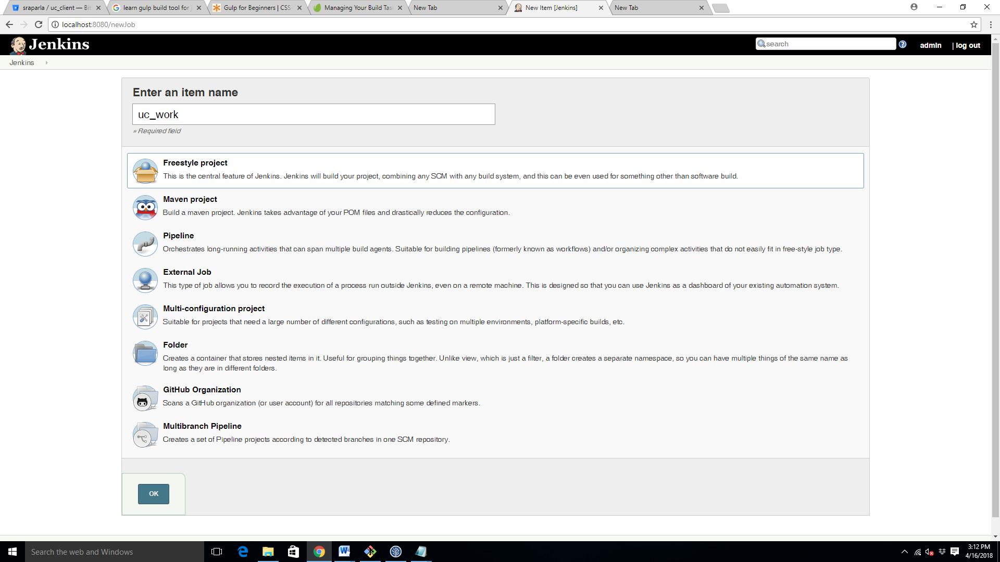 sraparla / uc_client — Bit
learn gulp build tool for j
Gulp for Beginners | CSS-
Managing Your Build Tas
New Tab
New Item [Jenkins]
New Tab
localhost:8080/newJob
Jenkins
search
admin
| log out
Jenkins
Enter an item name
uc_work
» Required field
Freestyle project
This is the central feature of Jenkins. Jenkins will build your project, combining any SCM with any build system, and this can be even used for something other than software build.
Maven project
Build a maven project. Jenkins takes advantage of your POM files and drastically reduces the configuration.
Pipeline
Orchestrates long-running activities that can span multiple build agents. Suitable for building pipelines (formerly known as workflows) and/or organizing complex activities that do not easily fit in free-style job type.
External Job
This type of job allows you to record the execution of a process run outside Jenkins, even on a remote machine. This is designed so that you can use Jenkins as a dashboard of your existing automation system.
Multi-configuration project
Suitable for projects that need a large number of different configurations, such as testing on multiple environments, platform-specific builds, etc.
Folder
Creates a container that stores nested items in it. Useful for grouping things together. Unlike view, which is just a filter, a folder creates a separate namespace, so you can have multiple things of the same name as
long as they are in different folders.
GitHub Organization
Scans a GitHub organization (or user account) for all repositories matching some defined markers.
Multibranch Pipeline
Creates a set of Pipeline projects according to detected branches in one SCM repository.
OK
Search the web and Windows
3:12 PM
4/16/2018